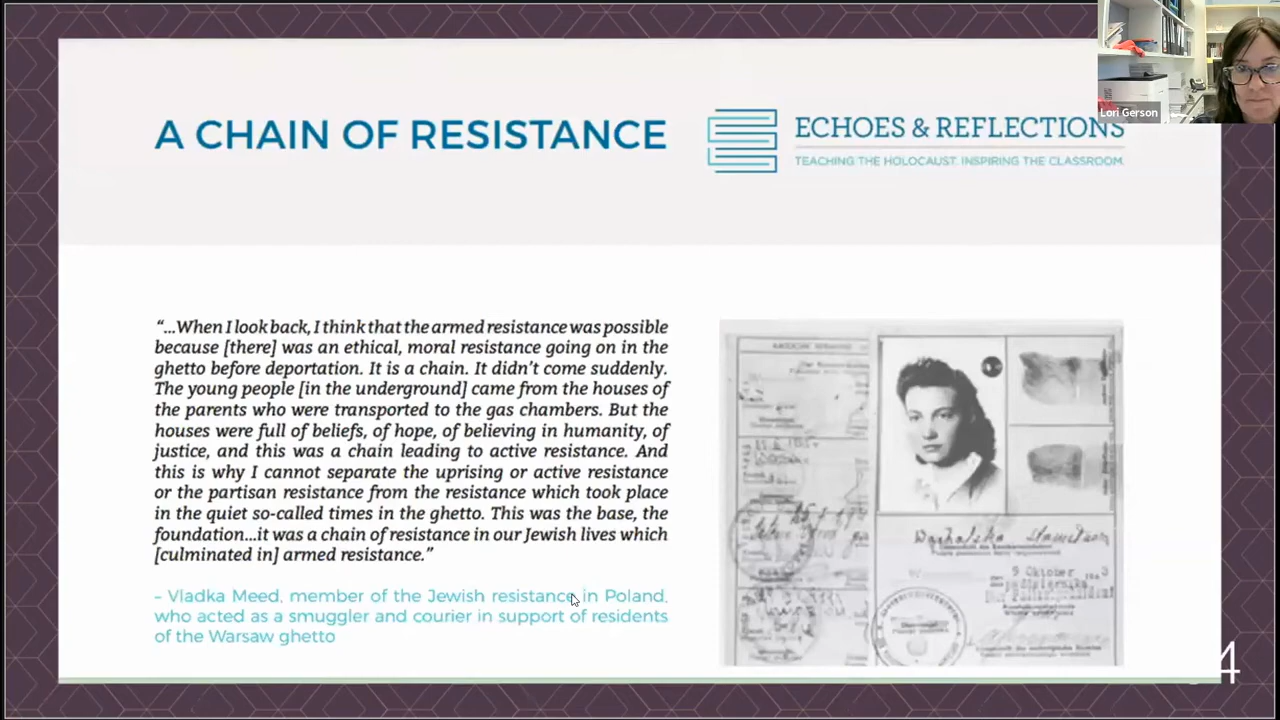 A CHAIN OF RESISTANCE
ECHOES & REFLECTIONS
TEACHING THE HOLOCAUST. INSPIRING THE CLASSROOM.
Lori Gerson
“...When I look back, I think that the armed resistance was possible
because [there] was an ethical, moral resistance going on in the
ghetto before deportation. It is a chain. It didn’t come suddenly.
The young people [in the underground] came from the houses of
the parents who were transported to the gas chambers. But the
houses were full of beliefs, of hope, of believing in humanity, of
justice, and this was a chain leading to active resistance. And
this is why I cannot separate the uprising or active resistance
or the partisan resistance from the resistance which took place
in the quiet so-called times in the ghetto. This was the base, the
foundation...it was a chain of resistance in our Jewish lives which
[culminated in] armed resistance.”
– Vladka Meed, member of the Jewish resistance in Poland,
who acted as a smuggler and courier in support of residents
of the Warsaw ghetto
9 Oktober
4